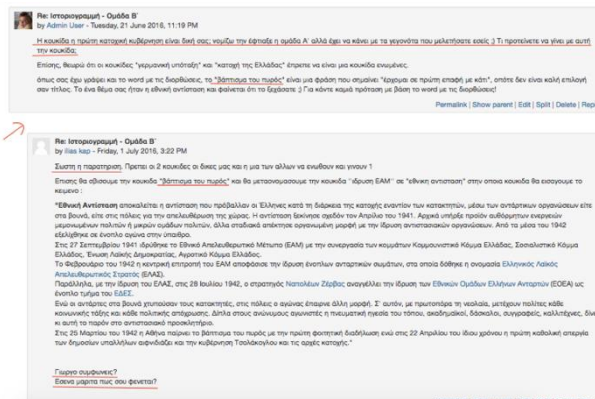 Re: Ιστοριογραμμή - Ομάδα Β΄
by Admin User - Tuesday, 21 June 2016, 11:19 PM
Η κουκίδα η πρώτη κατοχική κυβέρνηση είναι δική σας; νομίζω την έφτιαξε η ομάδα Α' αλλά έχει να κάνει με τα γεγονότα που μελετήσατε εσείς ;) Τι προτείνετε να γίνει με αυτή
την κουκίδα;
Επίσης, θεωρώ ότι οι κουκίδες "γερμανική υπόταξη" και "κατοχή της Ελλάδας" έπρεπε να είναι μια κουκίδα ενωμένες.
όπως σας έχω γράψει και το word με τις διορθώσεις, το "βάπτισμα του πυρός" είναι μια φράση που σημαίνει "έρχομαι σε πρώτη επαφή με κάτι", οπότε δεν είναι καλή επιλογή
σαν τίτλος. Το ένα θέμα σας ήταν η εθνική αντίσταση και φαίνεται ότι το ξεχάσατε ;) Για κάντε καμιά πρόταση με βάση το word με τις διορθώσεις!
Permalink | Show parent | Edit | Split | Delete | Rep
Re: Ιστοριογραμμή - Ομάδα Β΄
by ilias kap - Friday, 1 July 2016, 3:22 PM
Σωστη η παρατηριση. Πρεπει οι 2 κουκιδες οι δικες μας και η μια των αλλων να ενωθουν και γινουν 1
Επισης θα σβισουμε την κουκιδα "βάπτισμα του πυρός" και θα μετασνομασουμε την κουκιδα ''ιδρυση ΕΑΜ'' σε "εθνικη αντισταση" στην οποια κουκιδα θα εισαγουμε το
κειμενο :
"Εθνική Αντίσταση αποκαλείται η αντίσταση που πρόβαλλαν οι Έλληνες κατά τη διάρκεια της κατοχής εναντίον των κατακτητών, μέσω των αντάρτικων οργανώσεων είτε
στα βουνά, είτε στις πόλεις για την απελευθέρωση της χώρας. Η αντίσταση ξεκίνησε σχεδόν τον Απρίλιο του 1941. Αρχικά υπήρξε προϊόν αυθόρμητων ενεργειών
μεμονωμένων πολιτών ή μικρών ομάδων πολιτών, άλλα σταδιακά απέκτησε οργανωμένη μορφή με την ίδρυση αντιστασιακών οργανώσεων. Από τα μέσα του 1942
εξελίχθηκε σε ένοπλο αγώνα στην ύπαιθρο.
Στις 27 Σεπτεμβρίου 1941 ιδρύθηκε το Εθνικό Απελευθερωτικό Μέτωπο (ΕΑΜ) με την συνεργασία των κομμάτων Κομμουνιστικό Κόμμα Ελλάδας, Σοσιαλιστικό Κόμμα
Ελλάδος, Ένωση Λαϊκής Δημοκρατίας, Αγροτικό Κόμμα Ελλάδος.
Το Φεβρουάριο του 1942 η κεντρική επιτροπή του ΕΑΜ αποφάσισε την ίδρυση ένοπλων ανταρτικών σωμάτων, στα οποία δόθηκε η ονομασία Ελληνικός Λαϊκός
Απελευθερωτικός Στρατός (ΕΛΑΣ).
Παράλληλα, με την ίδρυση του ΕΛΑΣ, στις 28 Ιουλίου 1942, ο στρατηγός Ναπολέων Ζέρβας αναγγέλλει την ίδρυση των Εθνικών Ομάδων Ελλήνων Ανταρτών (ΕΟΕΑ) ως
ένοπλο τμήμα του ΕΔΕΣ.
Ενώ οι αντάρτες στα βουνά χτυπούσαν τους κατακτητές, στις πόλεις ο αγώνας έπαιρνε άλλη μορφή. Σ' αυτόν, με πρωτοπόρα τη νεολαία, μετέχουν πολίτες κάθε
κοινωνικής τάξης και κάθε πολιτικής απόχρωσης. Δίπλα στους ανώνυμους αγωνιστές η πνευματική ηγεσία του τόπου, ακαδημαϊκοί, δάσκαλοι, συγγραφείς, καλλιτέχνες, δίνε
κι αυτή το παρόν στο αντιστασιακό προσκλητήριο.
Στις 25 Μαρτίου του 1942 η Αθήνα παίρνει το βάπτισμα του πυρός με την πρώτη φοιτητική διαδήλωση ενώ στις 22 Απριλίου του ίδιου χρόνου η πρώτη καθολική απεργία
των δημοσίων υπαλλήλων αιφνιδιάζει και την κυβέρνηση Τσολάκογλου και τις αρχές κατοχής."
Γιωργο συμφωνεις?
Εσενα μαριτα πως σου φενεται?